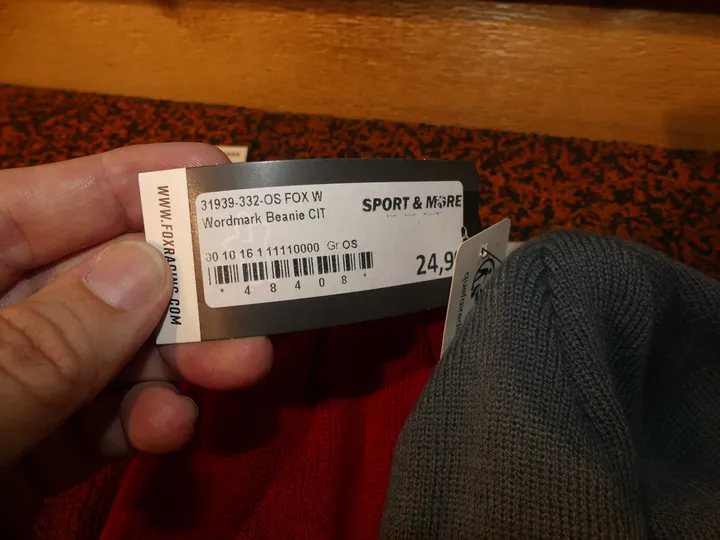 WWW.FOXRACING.COM
31939-332-OS FOX W
Wordmark Beanie CIT
SPORT & MORE
00 10 16 1 11110000 Gr.OS
24,9
* 4 8 4 0 8 *